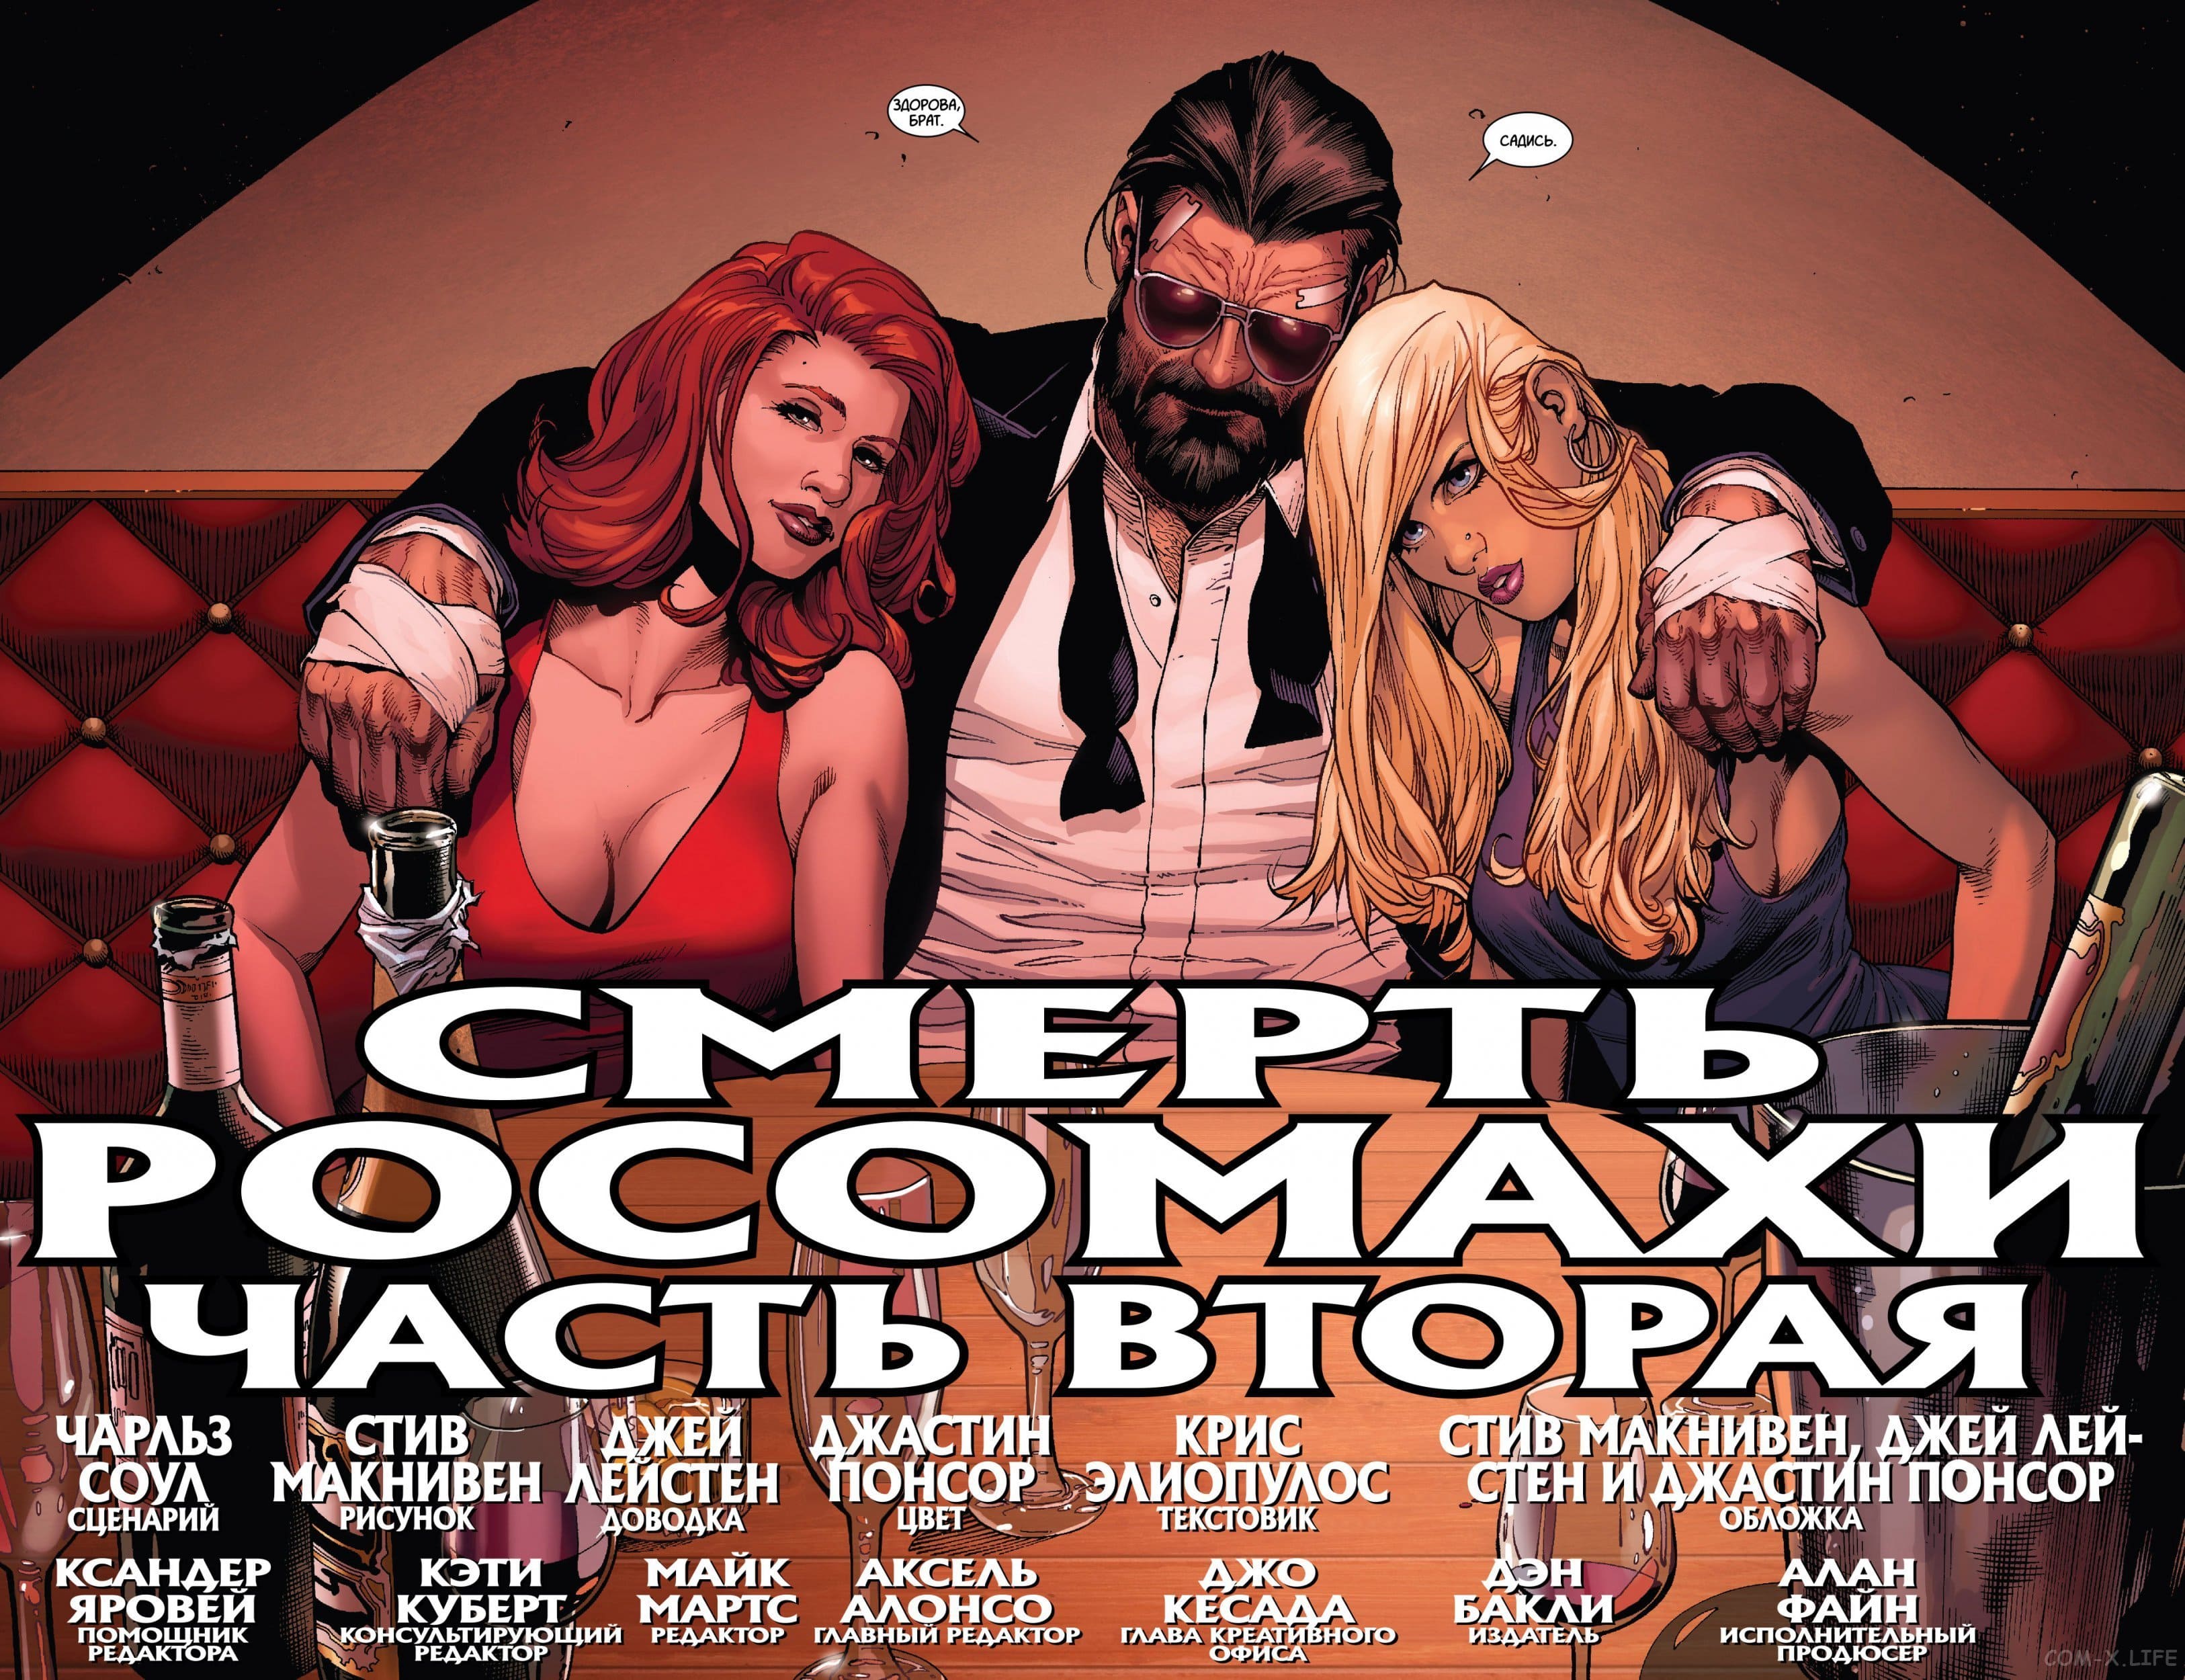 ЗДОРОВА,
БРАТ.
САДИСЬ.
СМЕРТЬ
РОСОМАХИ
ЧАСТЬ ВТОРАЯ
ЧАРЛЬЗ
СОУЛ
СЦЕНАРИЙ
СТИВ
МАКНИВЕН
РИСУНОК
ДЖЕЙ
ЛЕЙСТЕН
ДОВОДКА
ДЖАСТИН
ПОНСОР
ЦВЕТ
КРИС
ЭЛИОПУЛОС
ТЕКСТОВИК
СТИВ МАКНИВЕН, ДЖЕЙ ЛЕЙ-
СТЕН И ДЖАСТИН ПОНСОР
ОБЛОЖКА
КСАНДЕР
ЯРОВЕЙ
ПОМОЩНИК
РЕДАКТОРА
КЭТИ
КУБЕРТ
КОНСУЛЬТИРУЮЩИЙ
РЕДАКТОР
МАЙК
МАРТС
РЕДАКТОР
АКСЕЛЬ
АЛОНСО
ГЛАВНЫЙ РЕДАКТОР
ДЖО
КЕСАДА
ГЛАВА КРЕАТИВНОГО
ОФИСА
ДЭН
БАКЛИ
ИЗДАТЕЛЬ
АЛАН
ФАЙН
ИСПОЛНИТЕЛЬНЫЙ
ПРОДЮСЕР
COM-X.LIFE